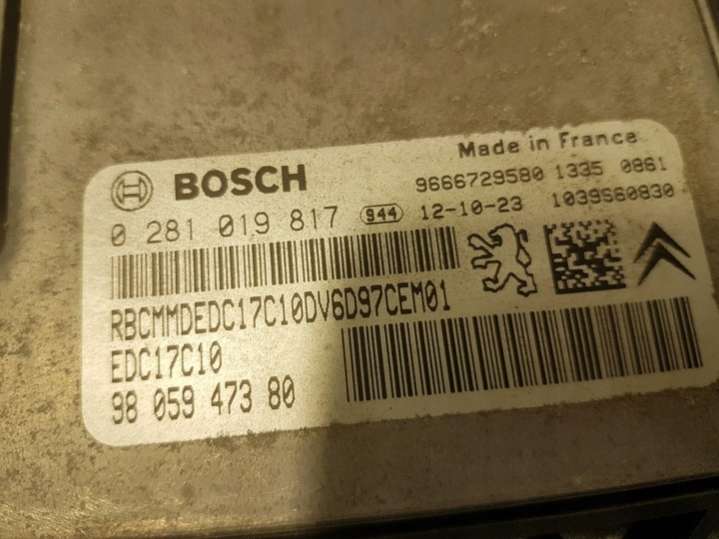 Made in France
BOSCH
9666729580 1335 0861
0 281 019 817 944 12-10-23 1039S60830
RBCMMDEDC17C10DV6D97CEM01
EDC17C10
98 059 473 80